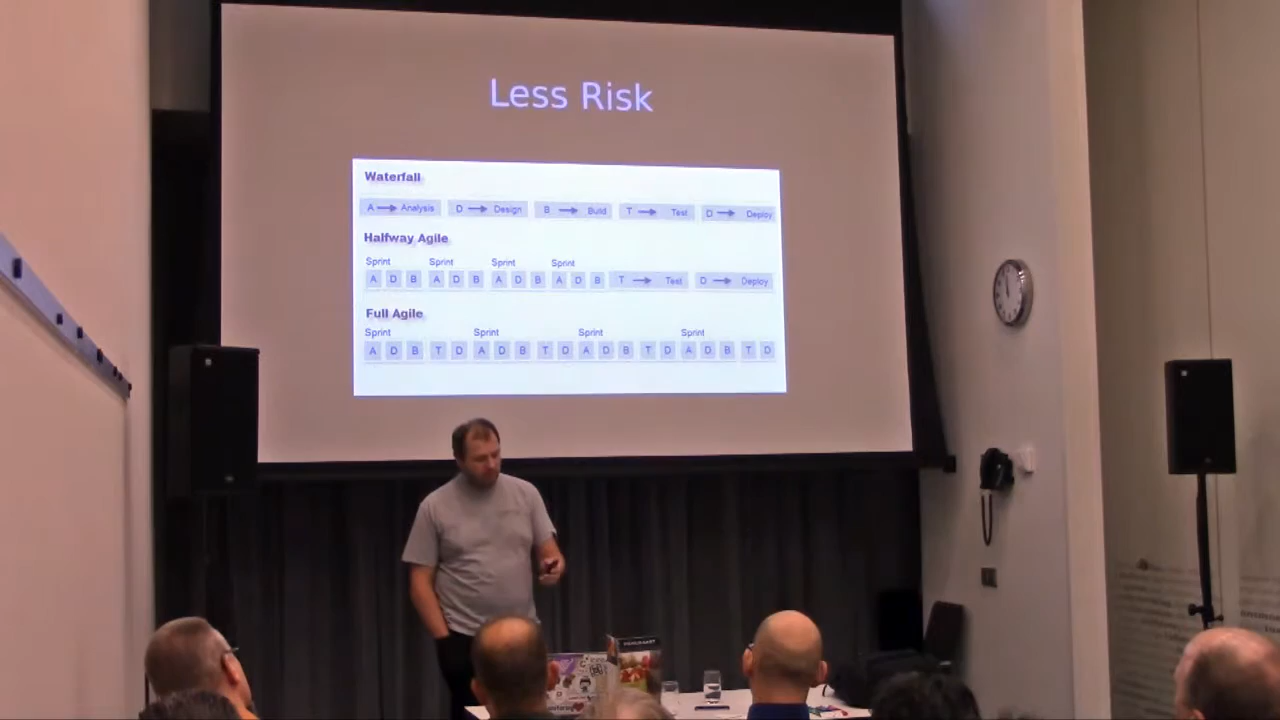 Less Risk
Waterfall
A → Analysis D → Design B → Build T → Test D → Deploy
Halfway Agile
Sprint Sprint Sprint Sprint
A D B A D B A D B A D B T → Test D → Deploy
Full Agile
Sprint Sprint Sprint Sprint
A D B T D A D B T D A D B T D A D B T D